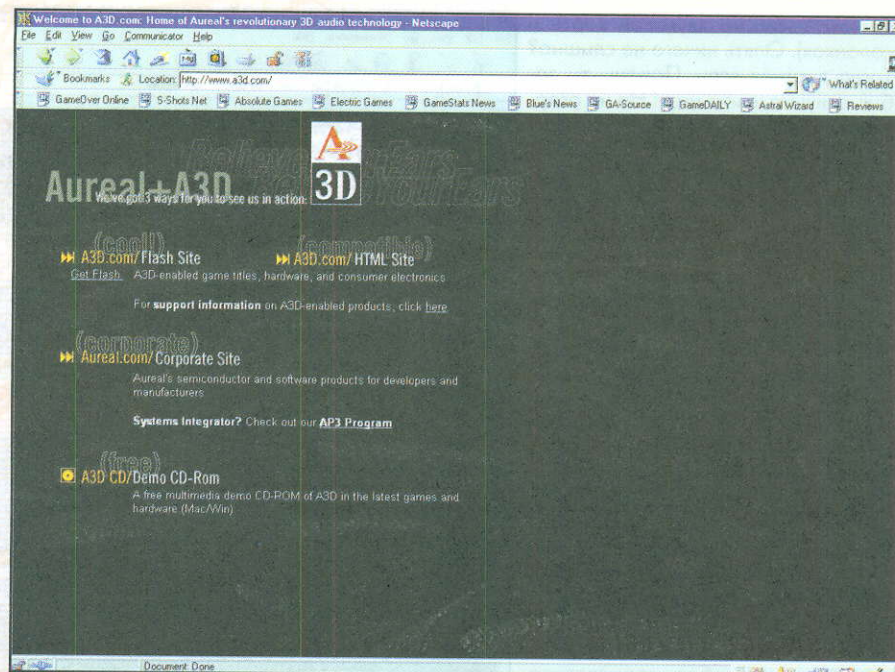 Welcome to A3D.com: Home of Aureal's revolutionary 3D audio technology - Netscape
File Edit View Go Communicator Help
Bookmarks Location: http://www.a3d.com/ What's Related
GameOver Online S-Shots Net Absolute Games Electric Games GameStats News Blue's News GA-Source GameDAILY Astral Wizard Reviews
Believe Your Ears
A
3D
Aureal+A3D
We've got 3 ways for you to see us in action:
(cool!) (compatible)
A3D.com/Flash Site A3D.com/HTML Site
Get Flash. A3D-enabled game titles, hardware, and consumer electronics
For support information on A3D-enabled products, click here
(corporate)
Aureal.com/Corporate Site
Aureal's semiconductor and software products for developers and
manufacturers
Systems Integrator? Check out our AP3 Program
(free)
A3D CD/Demo CD-Rom
A free multimedia demo CD-ROM of A3D in the latest games and
hardware (Mac/Win)
Document: Done